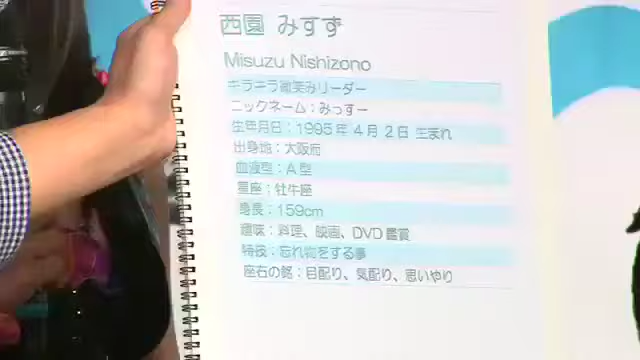 西園 みすず
Misuzu Nishizono
キラキラ微笑みリーダー
ニックネーム：みっすー
生年月日：1995年 4月 2日 生まれ
出身地：大阪府
血液型：A型
星座：牡牛座
身長：159cm
趣味：料理、映画、DVD鑑賞
特技：忘れ物をする事
座右の銘：目配り、気配り、思いやり